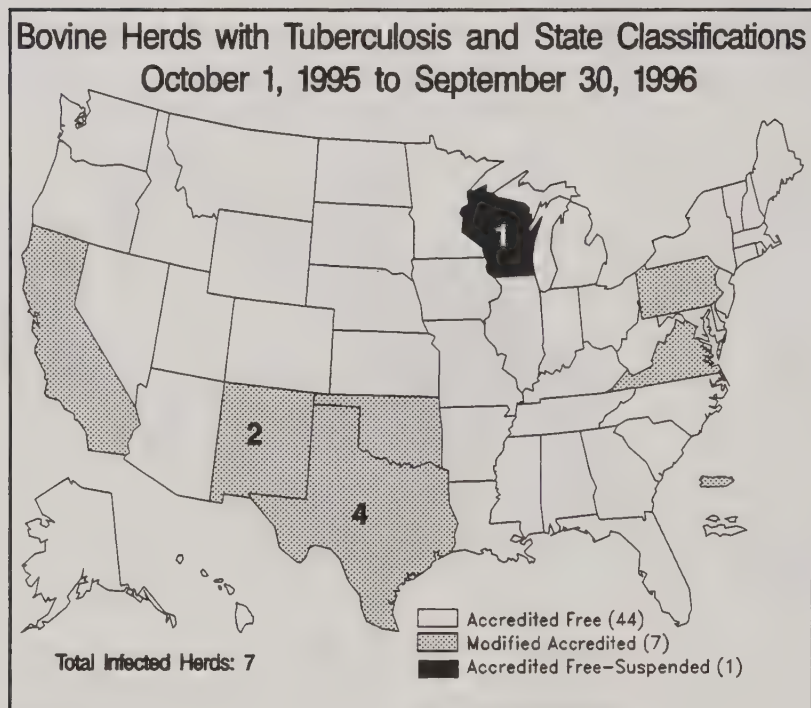 Bovine Herds with Tuberculosis and State Classifications
October 1, 1995 to September 30, 1996
1
2
4
Accredited Free (44)
Modified Accredited (7)
Accredited Free-Suspended (1)
Total Infected Herds: 7